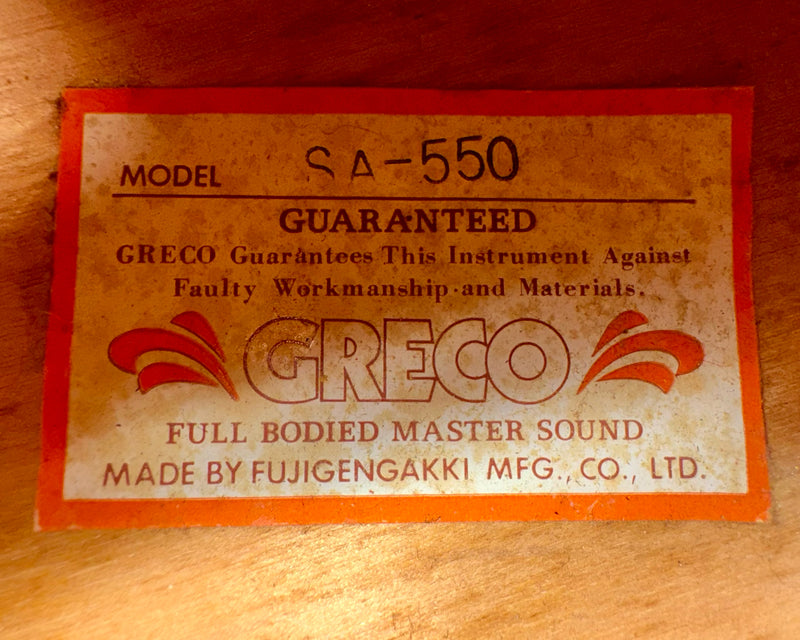 MODEL SA-550
GUARANTEED
GRECO Guarantees This Instrument Against
Faulty Workmanship and Materials.
GRECO
FULL BODIED MASTER SOUND
MADE BY FUJIGENGAKKI MFG., CO., LTD.